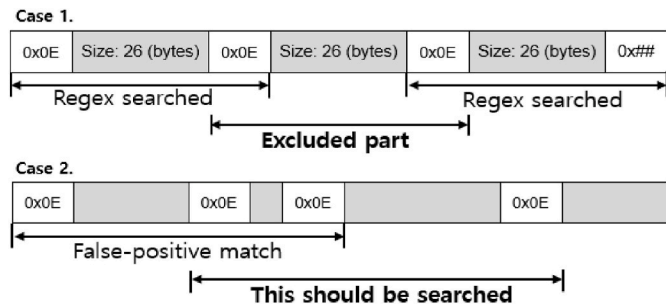 Case 1.
0x0E Size: 26 (bytes) 0x0E Size: 26 (bytes) 0x0E Size: 26 (bytes) 0x##
Regex searched Regex searched
Excluded part
Case 2.
0x0E 0x0E 0x0E 0x0E
False-positive match
This should be searched